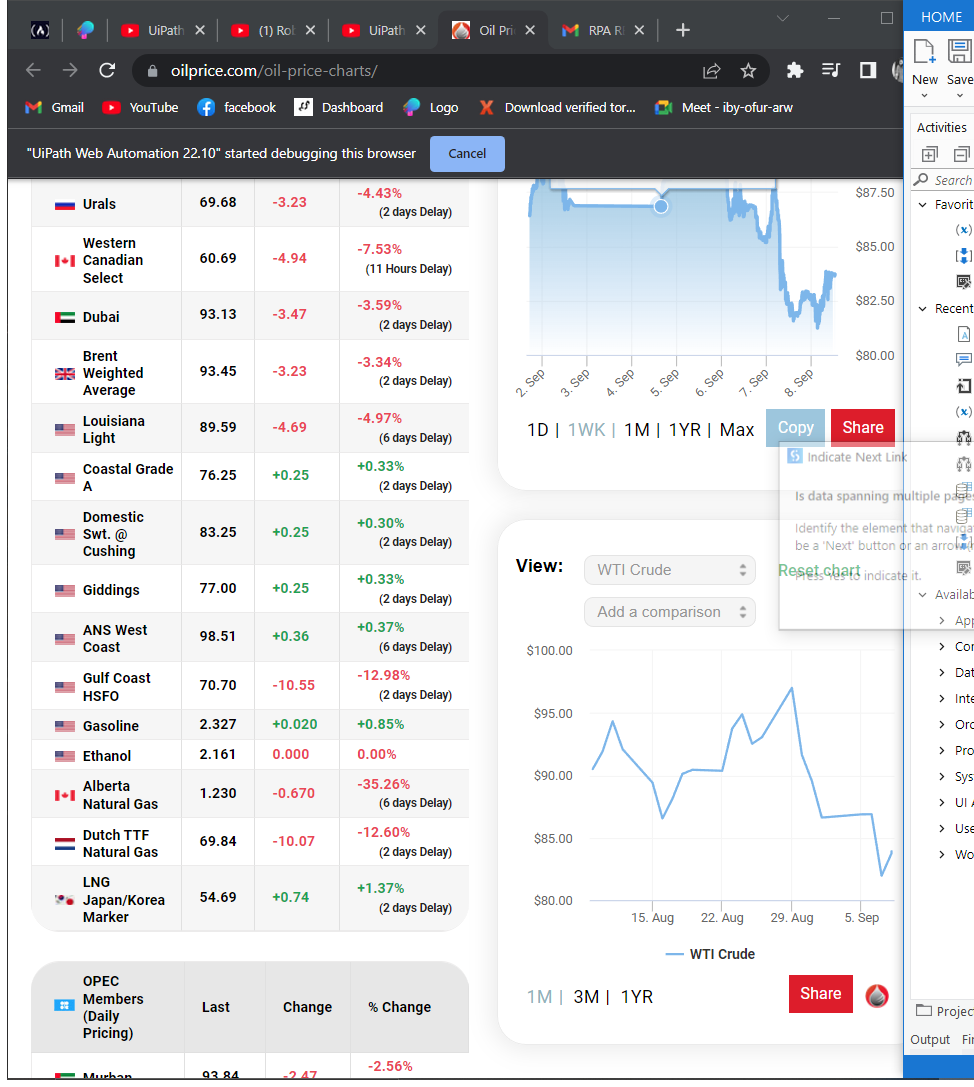 UiPath
(1) Rol
UiPath
Oil Pri
RPA R
HOME
oilprice.com/oil-price-charts/
New
Save
Gmail
YouTube
facebook
Dashboard
Logo
Download verified tor...
Meet - iby-ofur-arw
Activities
"UiPath Web Automation 22.10" started debugging this browser
Cancel
Search
Urals 69.68 -3.23 -4.43%
(2 days Delay)
Western
Canadian
Select
60.69 -4.94 -7.53%
(11 Hours Delay)
Dubai 93.13 -3.47 -3.59%
(2 days Delay)
Brent
Weighted
Average
93.45 -3.23 -3.34%
(2 days Delay)
Louisiana
Light
89.59 -4.69 -4.97%
(6 days Delay)
Coastal Grade
A
76.25 +0.25 +0.33%
(2 days Delay)
Domestic
Swt. @
Cushing
83.25 +0.25 +0.30%
(2 days Delay)
Giddings 77.00 +0.25 +0.33%
(2 days Delay)
ANS West
Coast
98.51 +0.36 +0.37%
(6 days Delay)
Gulf Coast
HSFO
70.70 -10.55 -12.98%
(2 days Delay)
Gasoline 2.327 +0.020 +0.85%
Ethanol 2.161 0.000 0.00%
Alberta
Natural Gas
1.230 -0.670 -35.26%
(6 days Delay)
Dutch TTF
Natural Gas
69.84 -10.07 -12.60%
(2 days Delay)
LNG
Japan/Korea
Marker
54.69 +0.74 +1.37%
(2 days Delay)
OPEC
Members
(Daily
Pricing)
Last Change % Change
Murban 93.84 -2.47 -2.56%
$87.50
$85.00
$82.50
$80.00
2. Sep 3. Sep 4. Sep 5. Sep 6. Sep 7. Sep 8. Sep
1D | 1WK | 1M | 1YR | Max
Copy
Share
Indicate Next Link
Is data spanning multiple pages
Identify the element that naviga
be a 'Next' button or an arrow
Press Yes to indicate it.
View:
WTI Crude
Reset chart
Add a comparison
$100.00
$95.00
$90.00
$85.00
$80.00
15. Aug 22. Aug 29. Aug 5. Sep
WTI Crude
1M | 3M | 1YR
Share
Favorit
(x)
Recent
A
(x)
Availab
App
Cor
Dat
Inte
Orc
Pro
Sys
UI A
Use
Wo
Project
Output Fin